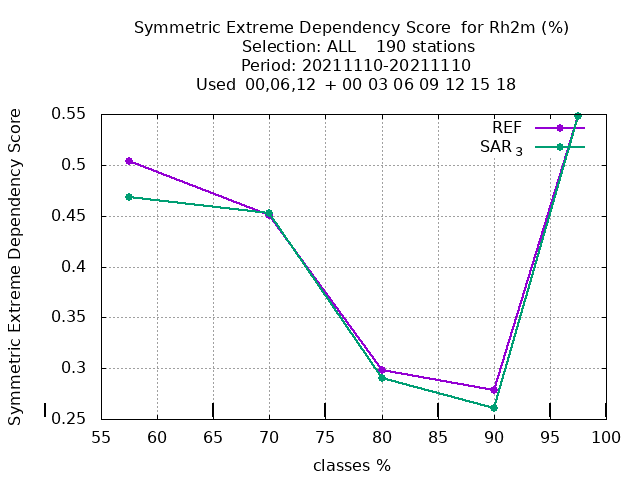 Symmetric Extreme Dependency Score for Rh2m (%)
Selection: ALL 190 stations
Period: 20211110-20211110
Used 00,06,12 + 00 03 06 09 12 15 18
REF
SAR 3
Symmetric Extreme Dependency Score
0.55
0.5
0.45
0.4
0.35
0.3
0.25
55 60 65 70 75 80 85 90 95 100
classes %